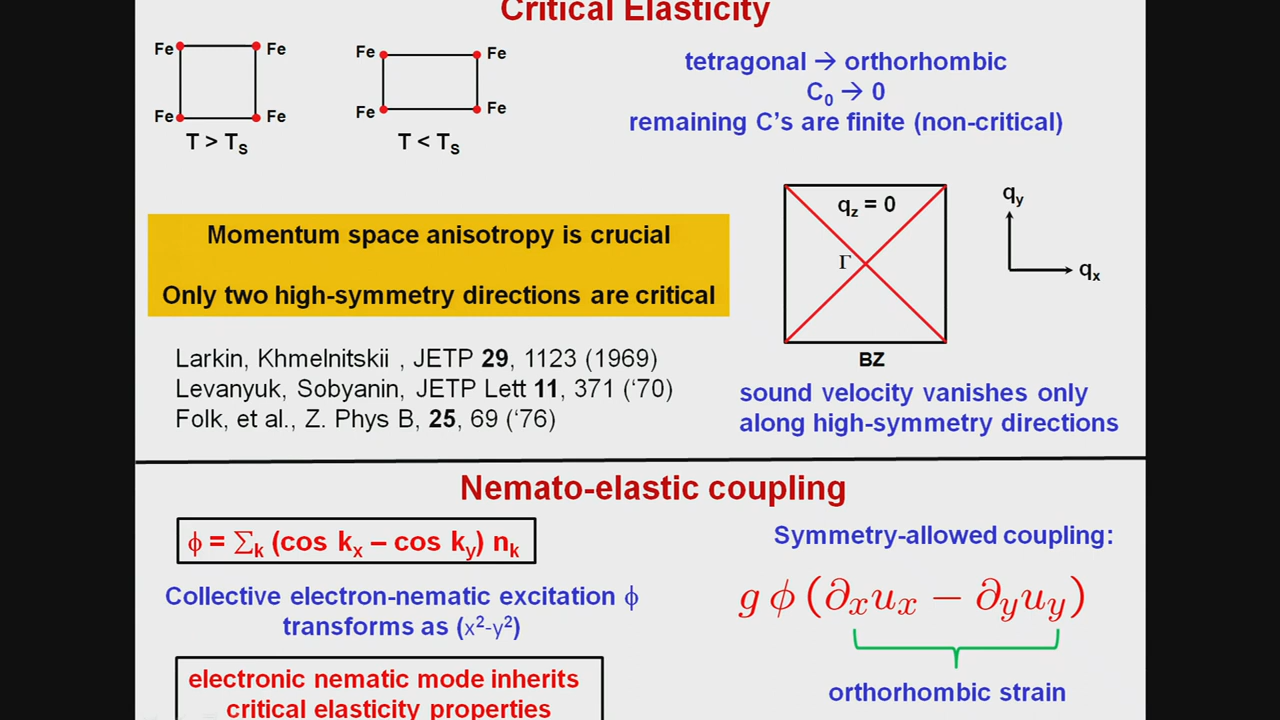 Critical Elasticity
Fe Fe
Fe Fe
T > TS
Fe Fe
Fe Fe
T < TS
tetragonal → orthorhombic
C0 → 0
remaining C's are finite (non-critical)
Momentum space anisotropy is crucial
Only two high-symmetry directions are critical
qz = 0
Γ
BZ
qy
qx
Larkin, Khmelnitskii , JETP 29, 1123 (1969)
Levanyuk, Sobyanin, JETP Lett 11, 371 ('70)
Folk, et al., Z. Phys B, 25, 69 ('76)
sound velocity vanishes only
along high-symmetry directions
Nemato-elastic coupling
ϕ = ∑k (cos kx – cos ky) nk
Collective electron-nematic excitation ϕ
transforms as (x²-y²)
electronic nematic mode inherits
critical elasticity properties
Symmetry-allowed coupling:
g ϕ (∂xux − ∂yuy)
orthorhombic strain